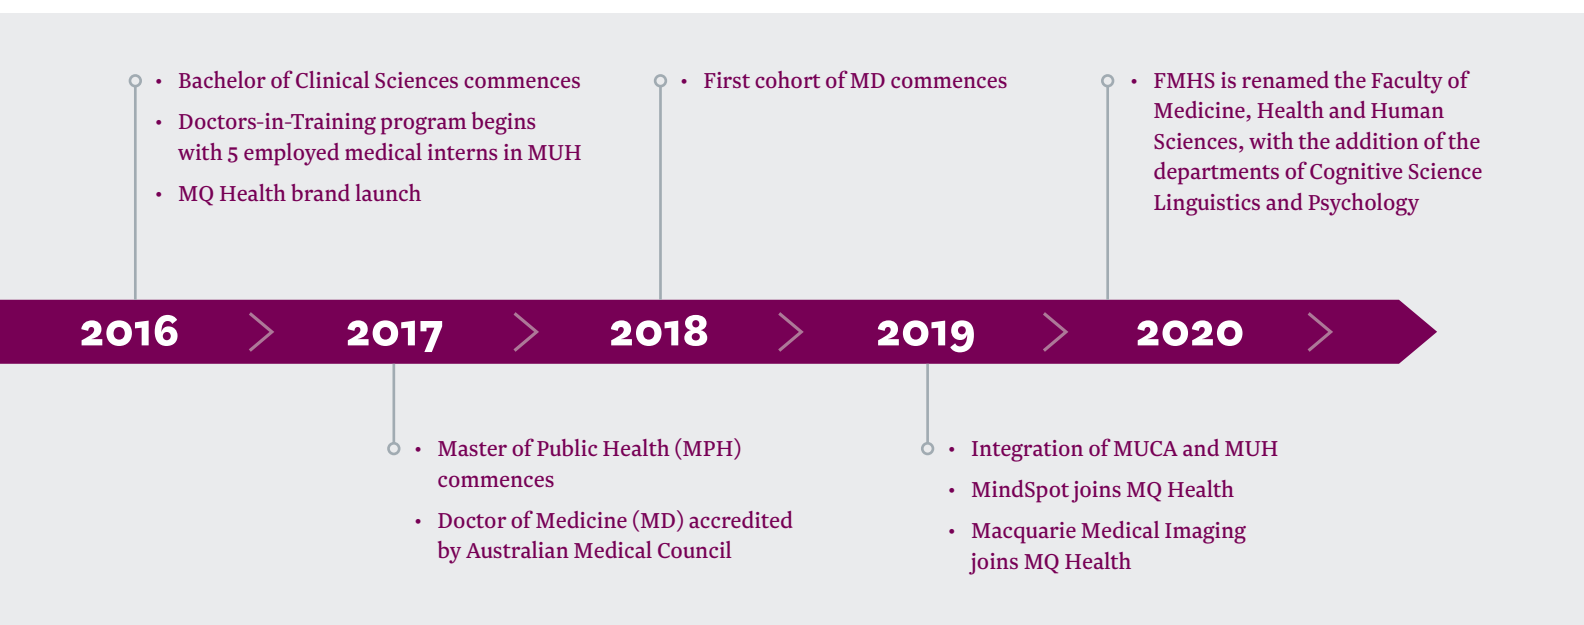 • Bachelor of Clinical Sciences commences
• Doctors-in-Training program begins
with 5 employed medical interns in MUH
• MQ Health brand launch
• First cohort of MD commences
• FMHS is renamed the Faculty of
Medicine, Health and Human
Sciences, with the addition of the
departments of Cognitive Science
Linguistics and Psychology
2016 2017 2018 2019 2020
• Master of Public Health (MPH)
commences
• Doctor of Medicine (MD) accredited
by Australian Medical Council
• Integration of MUCA and MUH
• MindSpot joins MQ Health
• Macquarie Medical Imaging
joins MQ Health